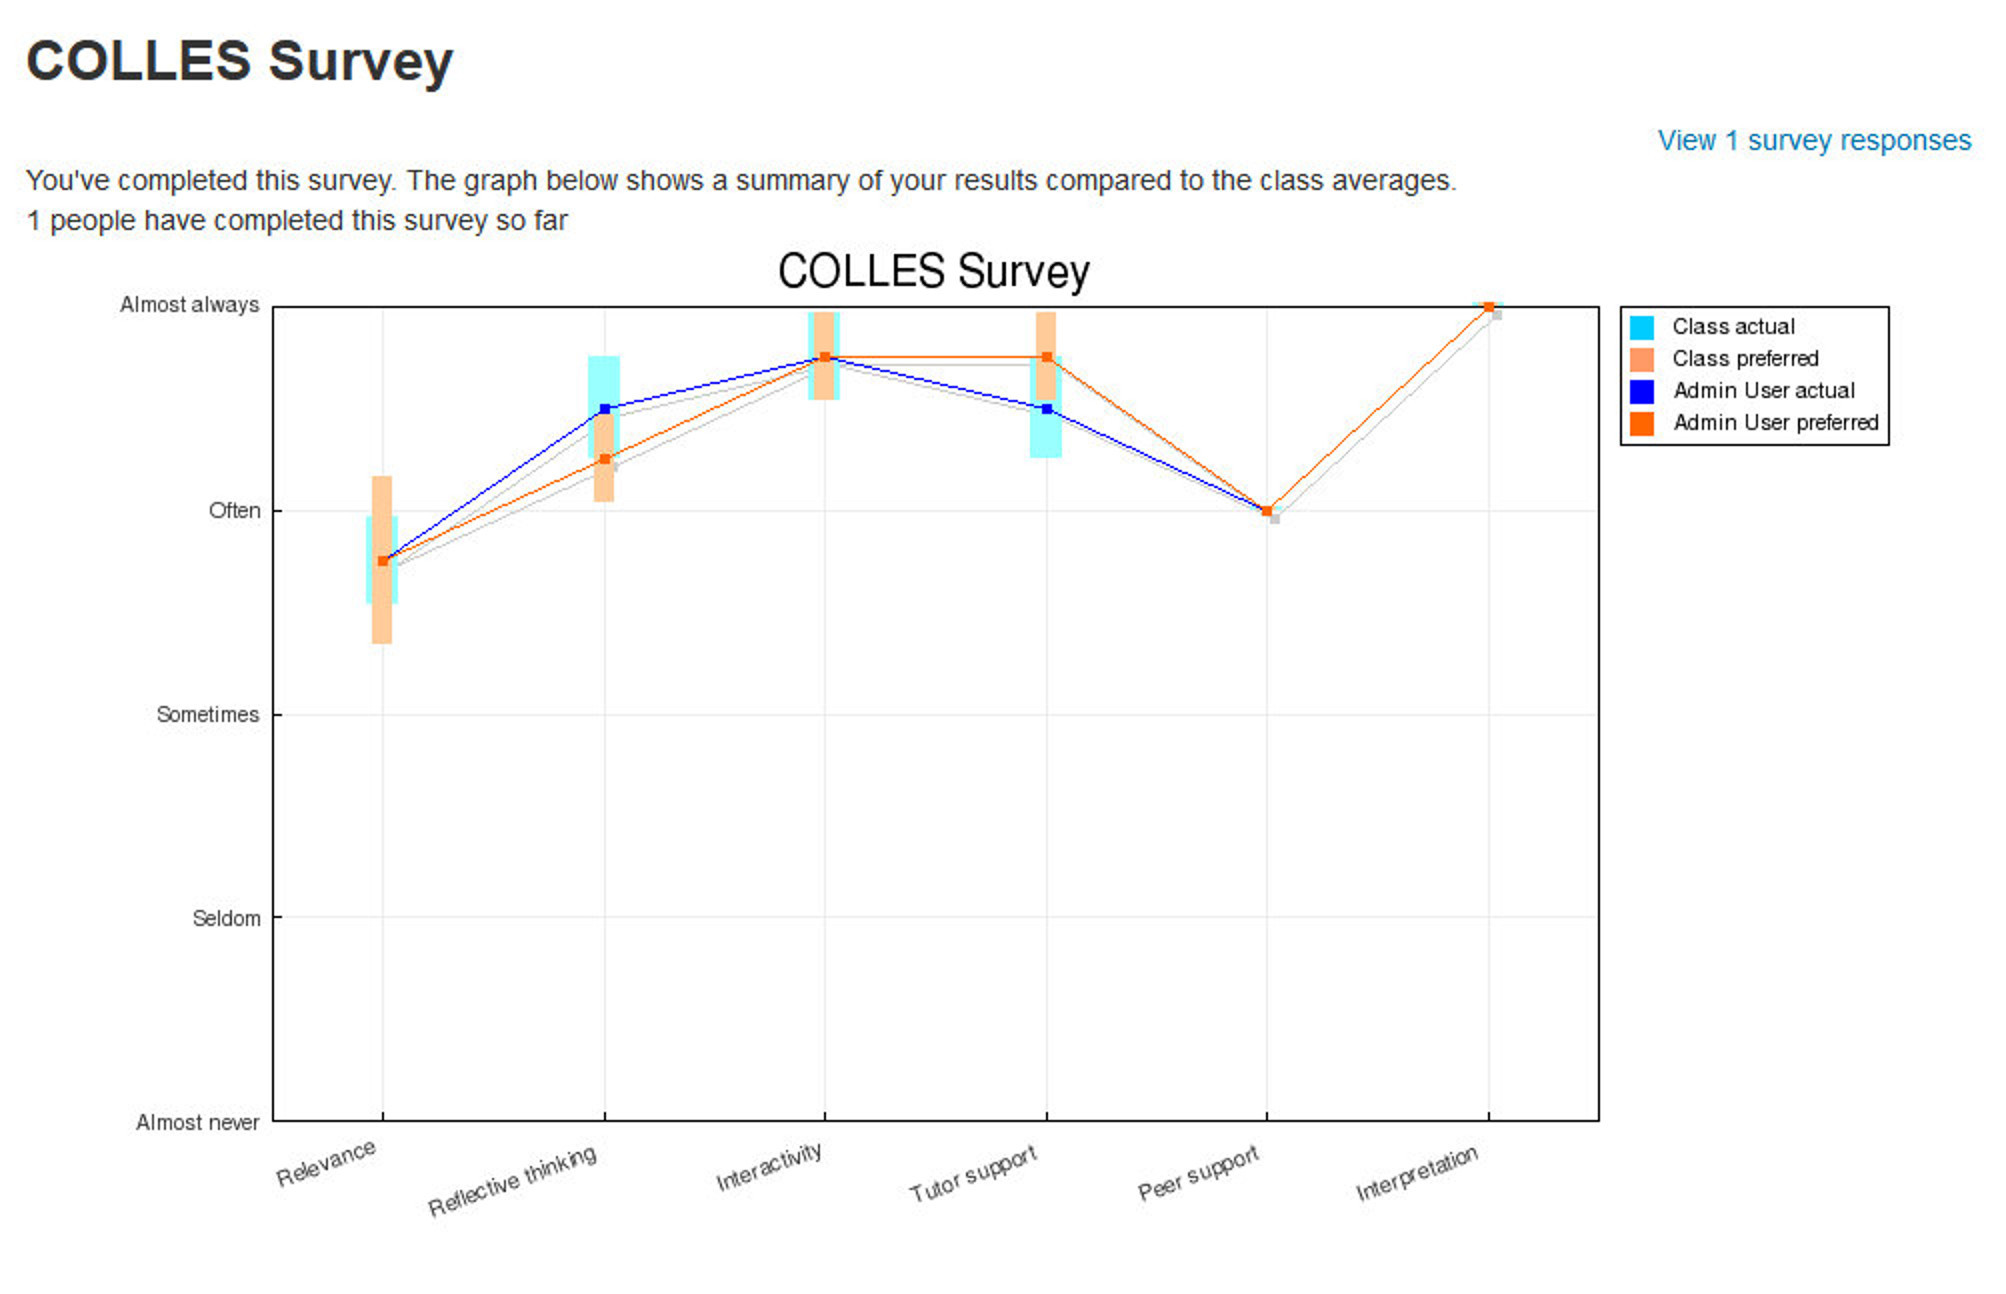 COLLES Survey
View 1 survey responses
You've completed this survey. The graph below shows a summary of your results compared to the class averages.
1 people have completed this survey so far
COLLES Survey
Almost always
Often
Sometimes
Seldom
Almost never
Relevance
Reflective thinking
Interactivity
Tutor support
Peer support
Interpretation
Class actual
Class preferred
Admin User actual
Admin User preferred